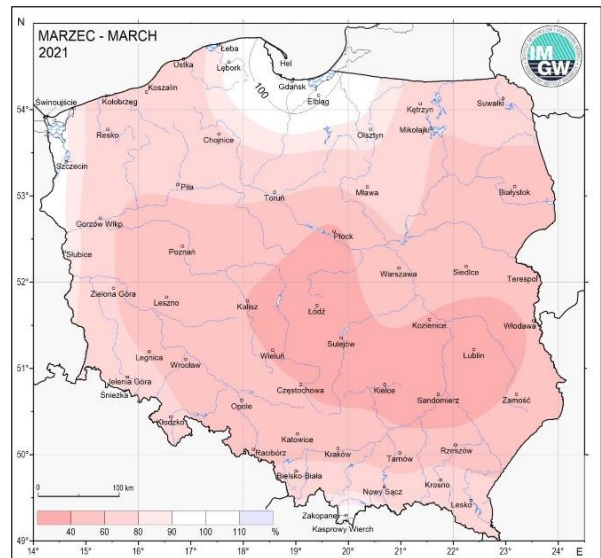 N
MARZEC - MARCH
2021
IMGW
Łeba
Ustka
Lębork
Hel
Koszalin
Gdańsk
Świnoujście
54°
Kołobrzeg
Elbląg
Kętrzyn
Suwałki
100
Resko
Chojnice
Olsztyn
Mikołajki
Szczecin
Piła
Toruń
Mława
Białystok
53°
Gorzów Wlkp.
Płock
Słubice
Poznań
Warszawa
Siedlce
Terespol
52°
Zielona Góra
Leszno
Kalisz
Łódź
Kozienice
Włodawa
Sulejów
Legnica
Wrocław
Wieluń
Lublin
51°
Jelenia Góra
Śnieżka
Częstochowa
Kielce
Sandomierz
Zamość
Kłodzko
Opole
Katowice
50°
Racibórz
Kraków
Tarnów
Rzeszów
Bielsko-Biała
Nowy Sącz
Krosno
Lesko
0 100 km
Zakopane
Kasprowy Wierch
40 60 80 90 100 110 %
49°
14° 15° 16° 17° 18° 19° 20° 21° 22° 23° 24° E